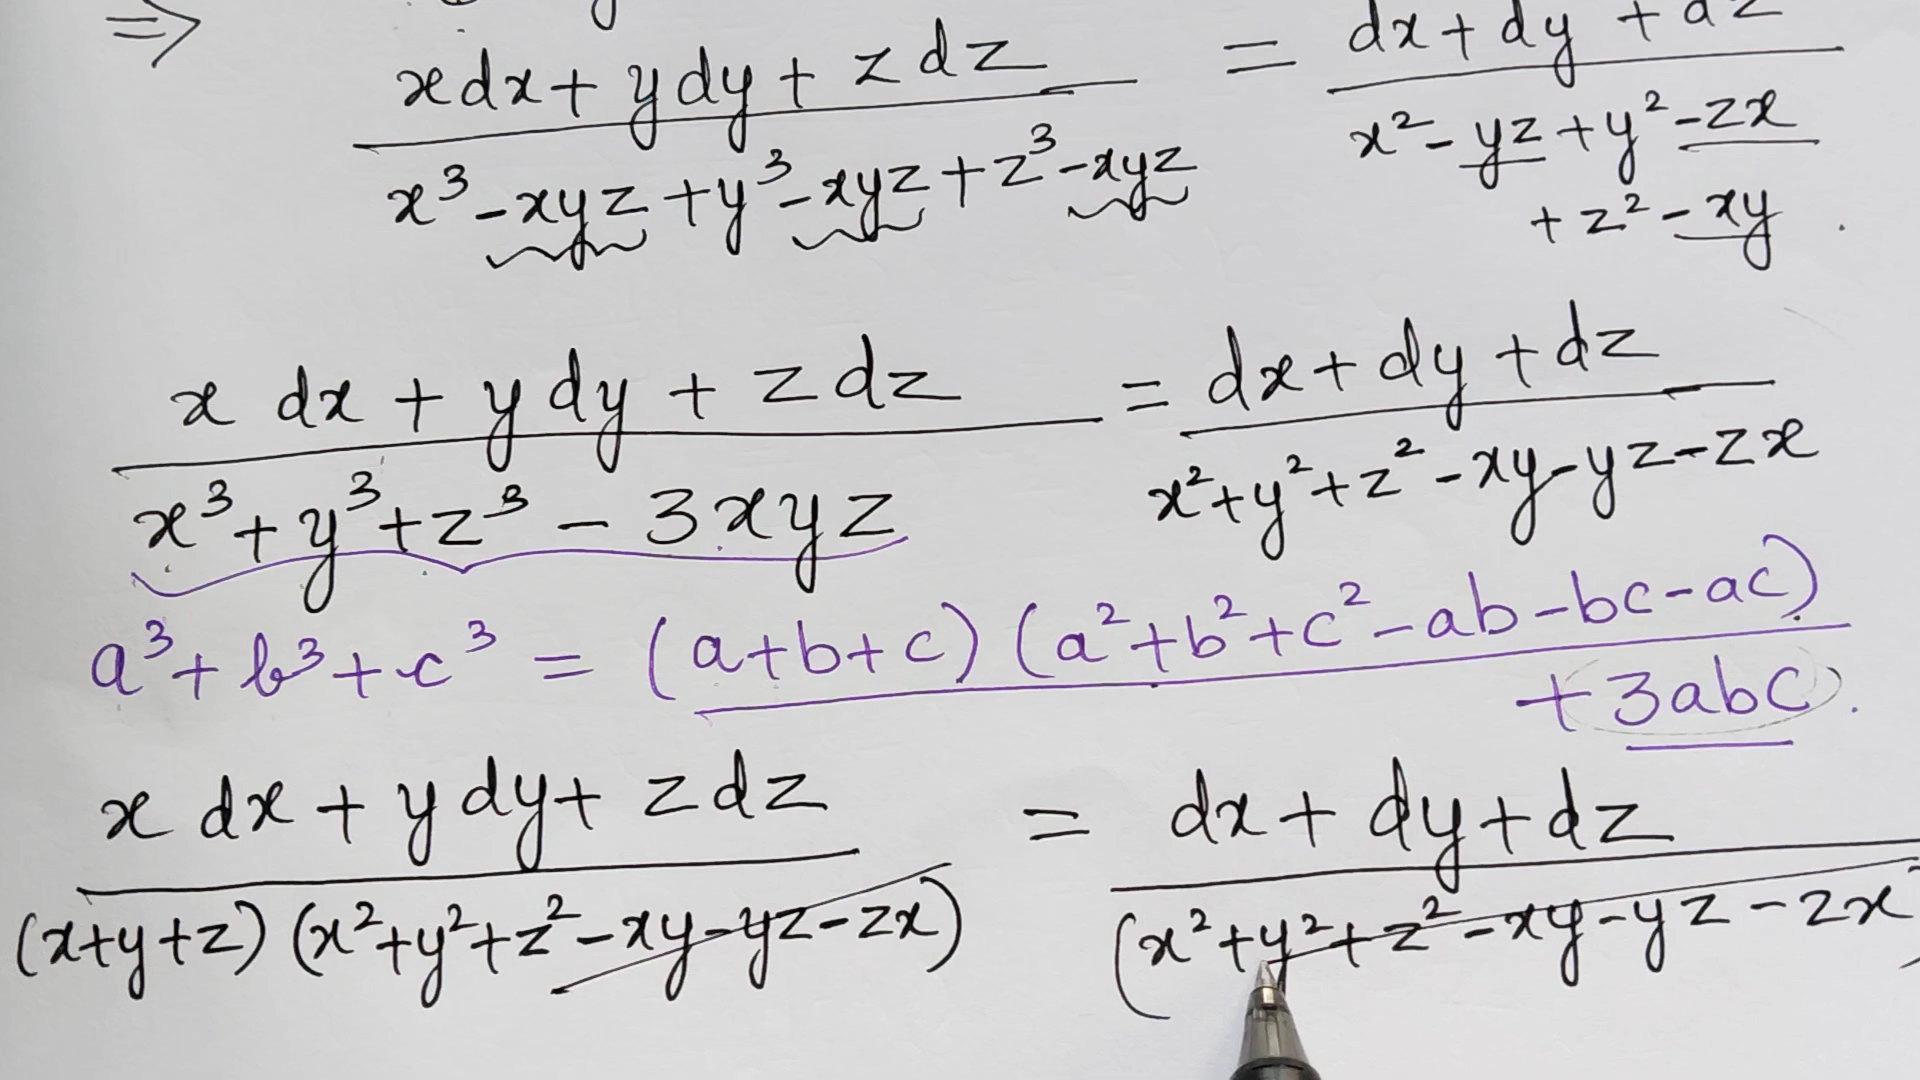 ⇒ xdx + ydy + zdz / x³ - xyz + y³ - xyz + z³ - xyz = dx + dy + dz / x² - yz + y² - zx + z² - xy .
x dx + y dy + z dz / x³ + y³ + z³ - 3xyz = dx + dy + dz / x² + y² + z² - xy - yz - zx
a³ + b³ + c³ = (a+b+c) (a² + b² + c² - ab - bc - ac)
+ 3abc.
x dx + y dy + z dz / (x+y+z) (x² + y² + z² - xy - yz - zx) = dx + dy + dz / (x² + y² + z² - xy - yz - zx)